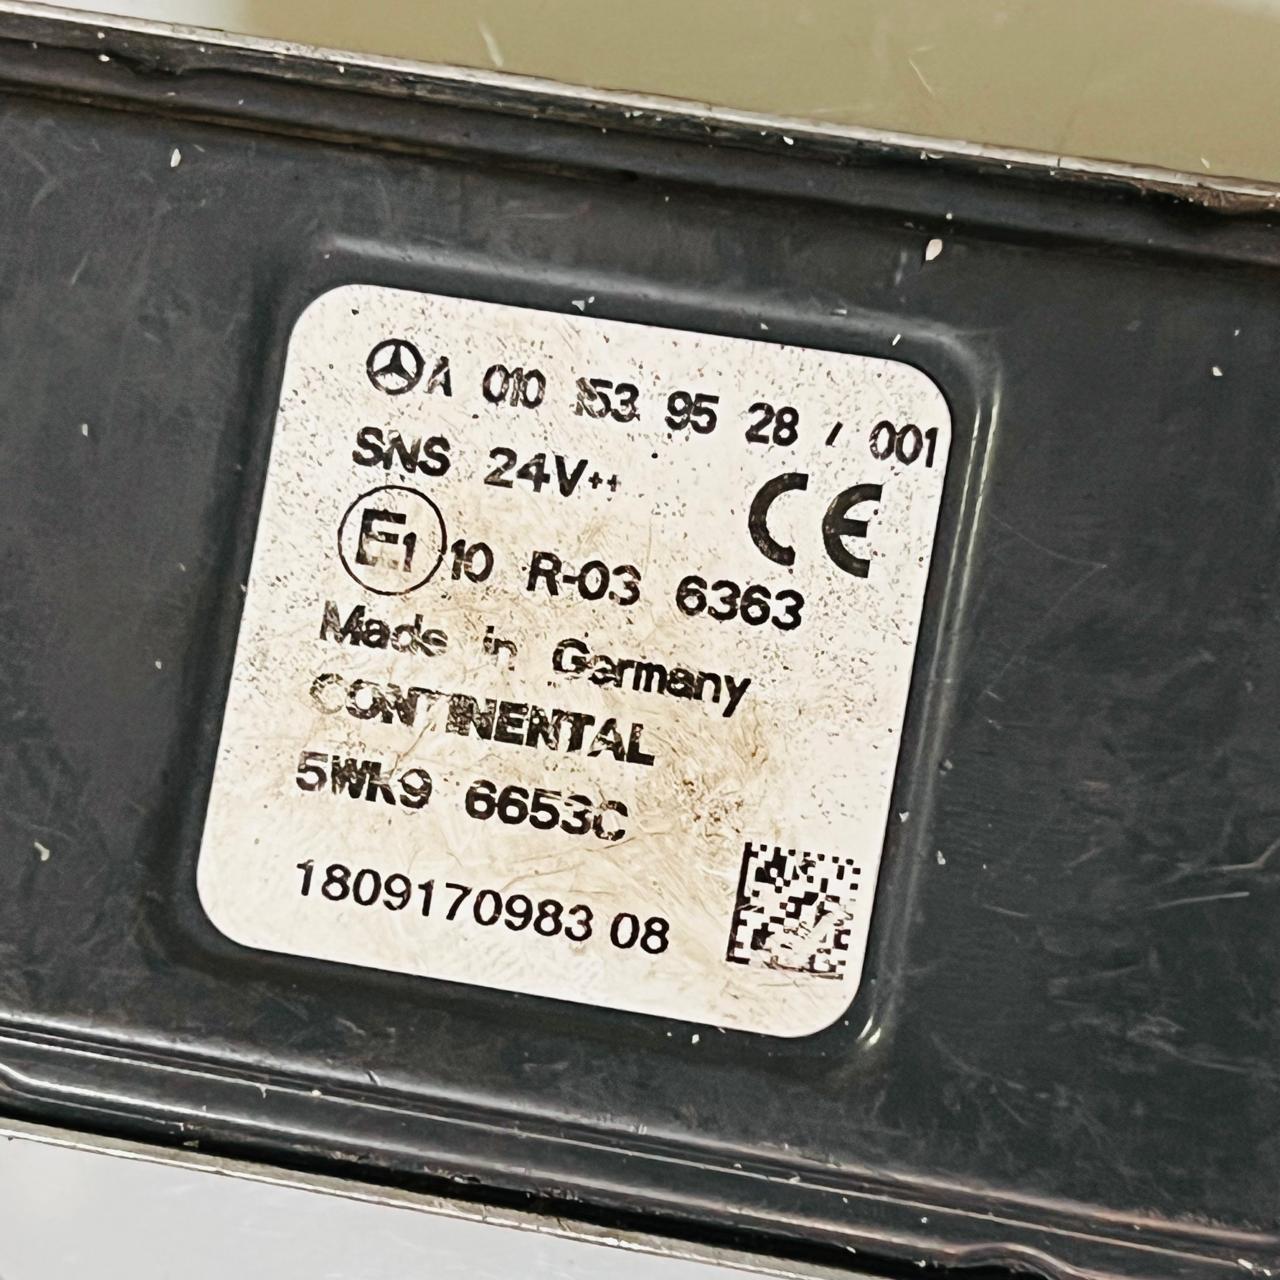 A 010 153 95 28 / 001
SNS 24V++
CE
E1 10 R-03 6363
Made in Germany
CONTINENTAL
5WK9 6653C
1809170983 08